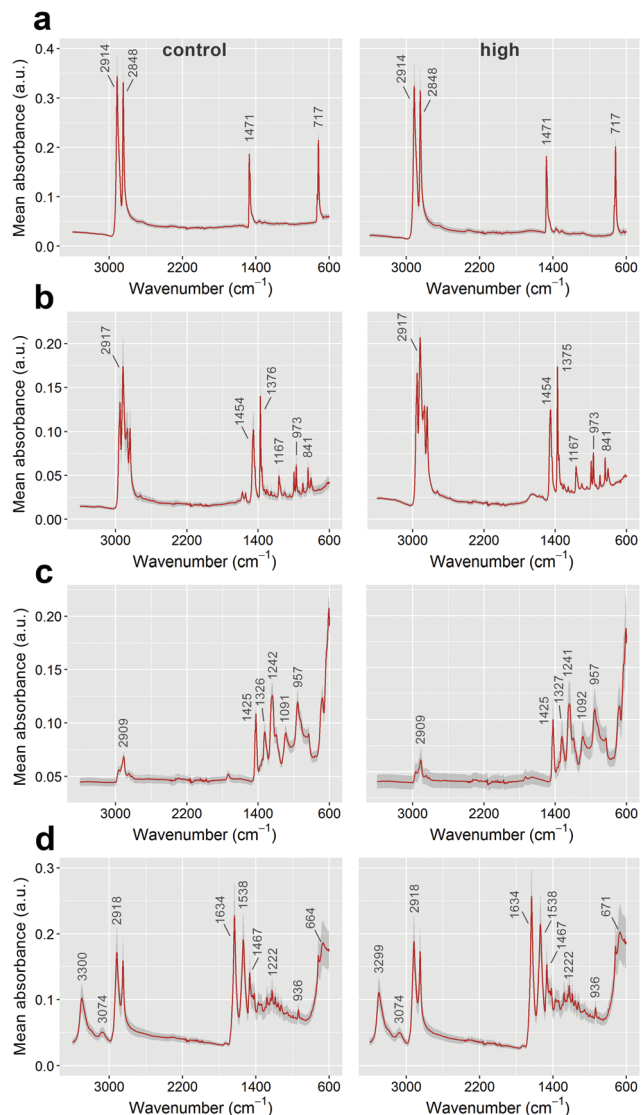 a
control
high
Mean absorbance (a.u.)
0.4
0.3
0.2
0.1
0.0
2914
2848
1471
717
2914
2848
1471
717
3000 2200 1400 600
3000 2200 1400 600
Wavenumber (cm⁻¹)
Wavenumber (cm⁻¹)
b
Mean absorbance (a.u.)
0.20
0.15
0.10
0.05
0.00
2917
1454
1376
1167
973
841
2917
1454
1375
1167
973
841
3000 2200 1400 600
3000 2200 1400 600
Wavenumber (cm⁻¹)
Wavenumber (cm⁻¹)
c
Mean absorbance (a.u.)
0.20
0.15
0.10
0.05
2909
1425
1326
1242
1091
957
2909
1425
1327
1241
1092
957
3000 2200 1400 600
3000 2200 1400 600
Wavenumber (cm⁻¹)
Wavenumber (cm⁻¹)
d
Mean absorbance (a.u.)
0.3
0.2
0.1
0.0
3300
3074
2918
1634
1538
1467
1222
936
664
3299
3074
2918
1634
1538
1467
1222
936
671
3000 2200 1400 600
3000 2200 1400 600
Wavenumber (cm⁻¹)
Wavenumber (cm⁻¹)